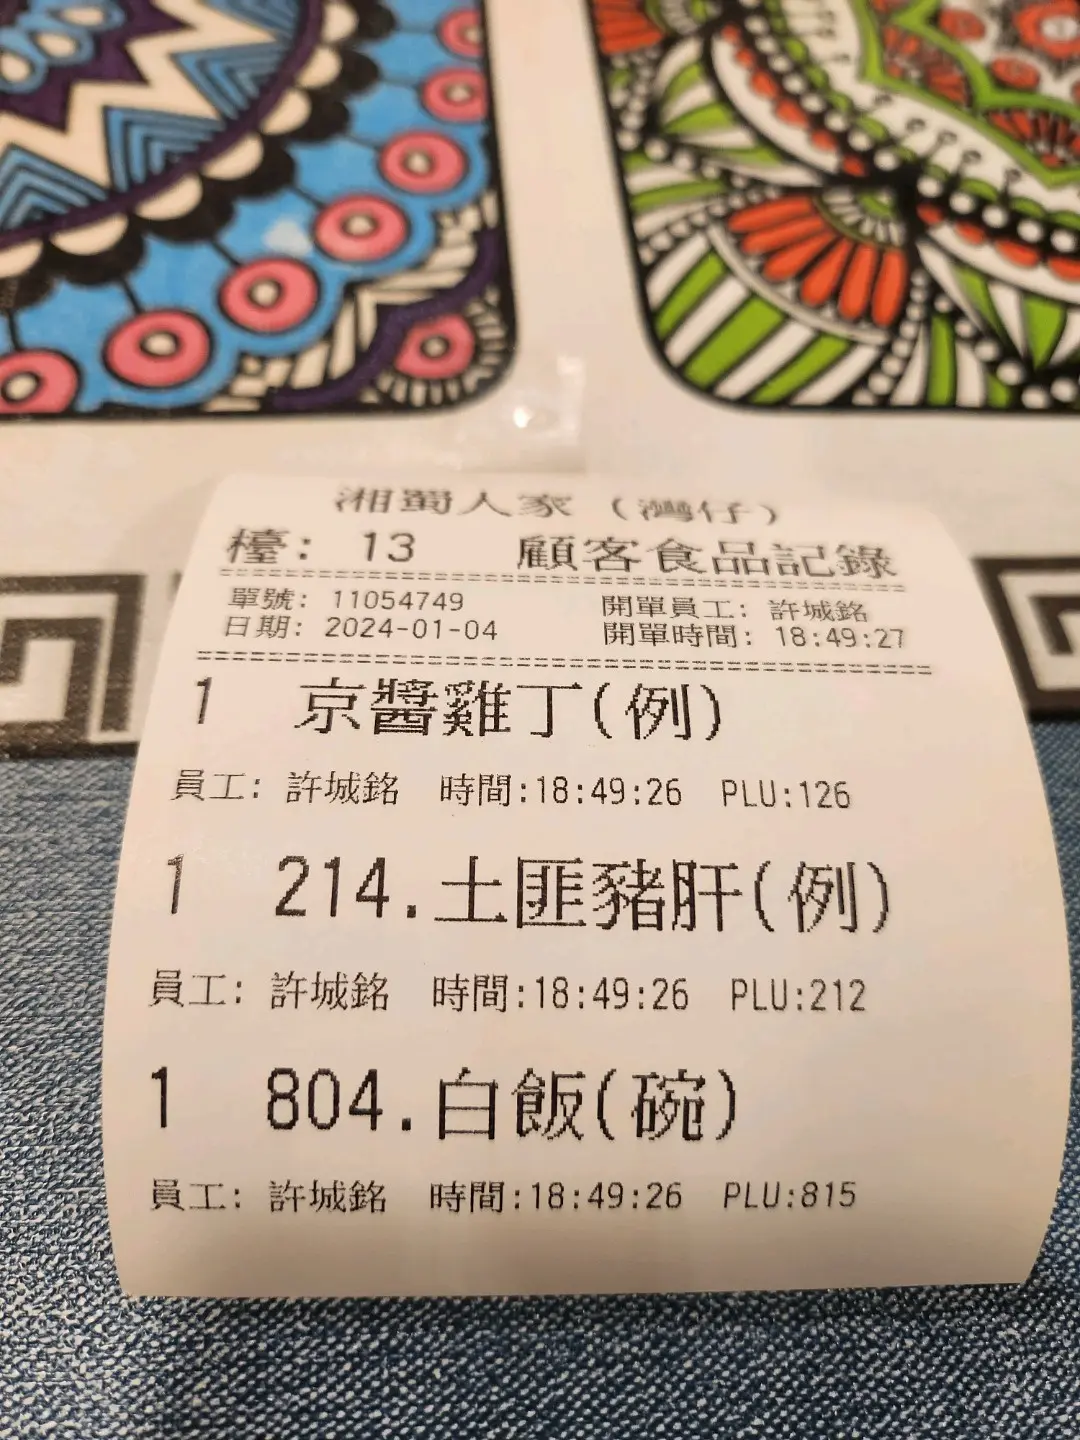 湘蜀人家（灣仔）
檯: 13 顧客食品記錄
單號: 11054749 開單員工: 許城銘
日期: 2024-01-04 開單時間: 18:49:27
1 京醬雞丁(例)
員工: 許城銘 時間:18:49:26 PLU:126
1 214.土匪豬肝(例)
員工: 許城銘 時間:18:49:26 PLU:212
1 804.白飯(碗)
員工: 許城銘 時間:18:49:26 PLU:815